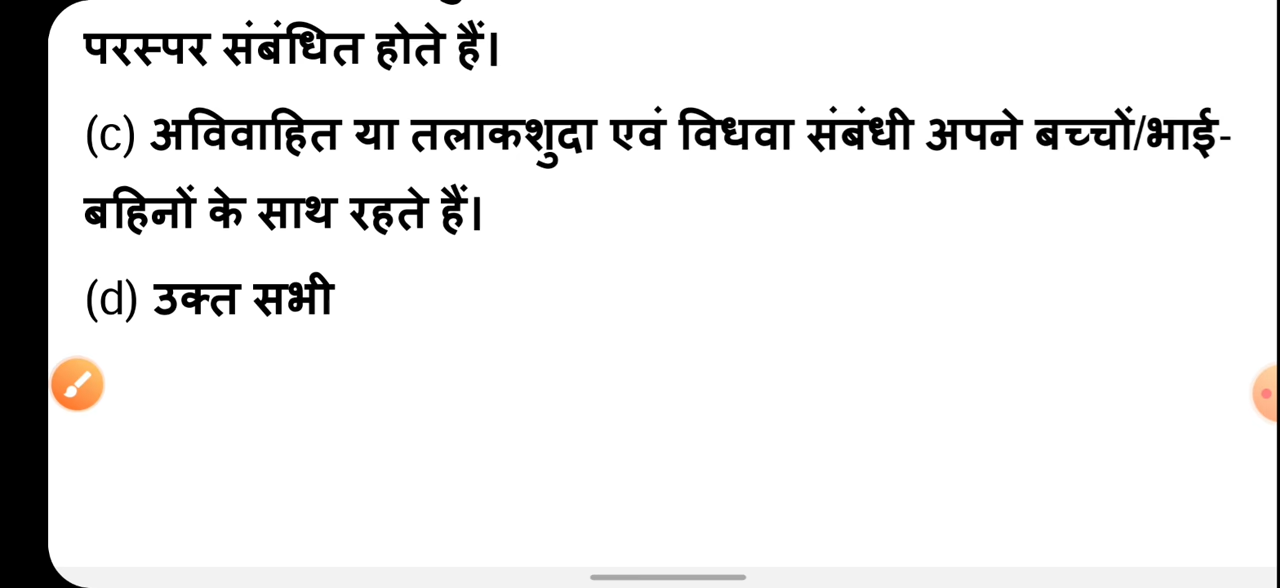 परस्पर संबंधित होते हैं।
(c) अविवाहित या तलाकशुदा एवं विधवा संबंधी अपने बच्चों/भाई-
बहिनों के साथ रहते हैं।
(d) उक्त सभी